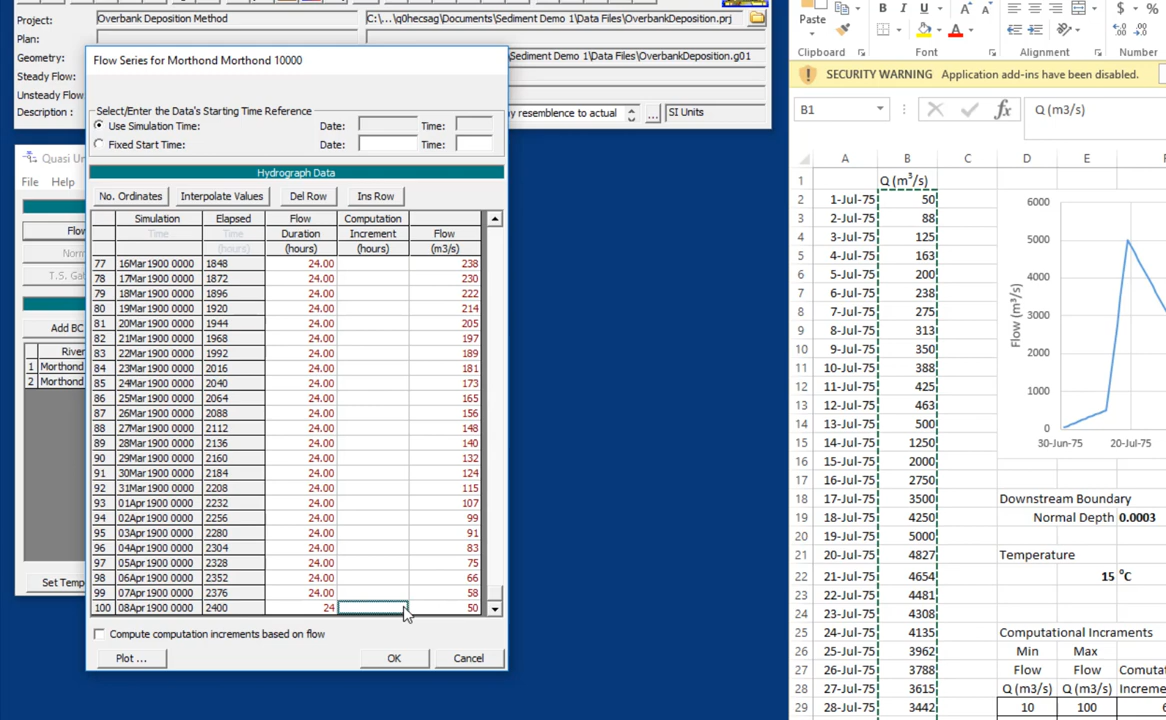 Project: Overbank Deposition Method C:\...\q0hecsag\Documents\Sediment Demo 1\Data Files\OverbankDeposition.prj
Plan:
Geometry: \Sediment Demo 1\Data Files\OverbankDeposition.g01
Steady Flow:
Unsteady Flow
Description : y resemblance to actual ... SI Units
Quasi Un
File Help
Flow
Norm
T.S. Gat
Add BC
River
1 Morthond
2 Morthond
Set Temp
Flow Series for Morthond Morthond 10000
Select/Enter the Data's Starting Time Reference
Use Simulation Time: Date: Time:
Fixed Start Time: Date: Time:
Hydrograph Data
No. Ordinates Interpolate Values Del Row Ins Row
Simulation Elapsed Flow Computation
Time Time Duration Increment Flow
(hours) (hours) (hours) (m3/s)
77 16Mar1900 0000 1848 24.00 238
78 17Mar1900 0000 1872 24.00 230
79 18Mar1900 0000 1896 24.00 222
80 19Mar1900 0000 1920 24.00 214
81 20Mar1900 0000 1944 24.00 205
82 21Mar1900 0000 1968 24.00 197
83 22Mar1900 0000 1992 24.00 189
84 23Mar1900 0000 2016 24.00 181
85 24Mar1900 0000 2040 24.00 173
86 25Mar1900 0000 2064 24.00 165
87 26Mar1900 0000 2088 24.00 156
88 27Mar1900 0000 2112 24.00 148
89 28Mar1900 0000 2136 24.00 140
90 29Mar1900 0000 2160 24.00 132
91 30Mar1900 0000 2184 24.00 124
92 31Mar1900 0000 2208 24.00 115
93 01Apr1900 0000 2232 24.00 107
94 02Apr1900 0000 2256 24.00 99
95 03Apr1900 0000 2280 24.00 91
96 04Apr1900 0000 2304 24.00 83
97 05Apr1900 0000 2328 24.00 75
98 06Apr1900 0000 2352 24.00 66
99 07Apr1900 0000 2376 24.00 58
100 08Apr1900 0000 2400 24 50
Compute computation increments based on flow
Plot ... OK Cancel
Paste B I U A A $ %
Clipboard Font Alignment Number
SECURITY WARNING Application add-ins have been disabled.
B1 fx Q (m3/s)
A B C D E F
1 Q (m³/s)
2 1-Jul-75 50
3 2-Jul-75 88
4 3-Jul-75 125
5 4-Jul-75 163
6 5-Jul-75 200
7 6-Jul-75 238
8 7-Jul-75 275
9 8-Jul-75 313
10 9-Jul-75 350
11 10-Jul-75 388
12 11-Jul-75 425
13 12-Jul-75 463
14 13-Jul-75 500
15 14-Jul-75 1250
16 15-Jul-75 2000
17 16-Jul-75 2750
18 17-Jul-75 3500 Downstream Boundary
19 18-Jul-75 4250 Normal Depth 0.0003
20 19-Jul-75 5000
21 20-Jul-75 4827 Temperature
22 21-Jul-75 4654 15 °C
23 22-Jul-75 4481
24 23-Jul-75 4308
25 24-Jul-75 4135 Computational Incraments
26 25-Jul-75 3962 Min Max
27 26-Jul-75 3788 Flow Flow Comutat
28 27-Jul-75 3615 Q (m3/s) Q (m3/s) Increme
29 28-Jul-75 3442 10 100
6000
5000
4000
3000
2000
1000
0
Flow (m³/s)
30-Jun-75 20-Jul-75